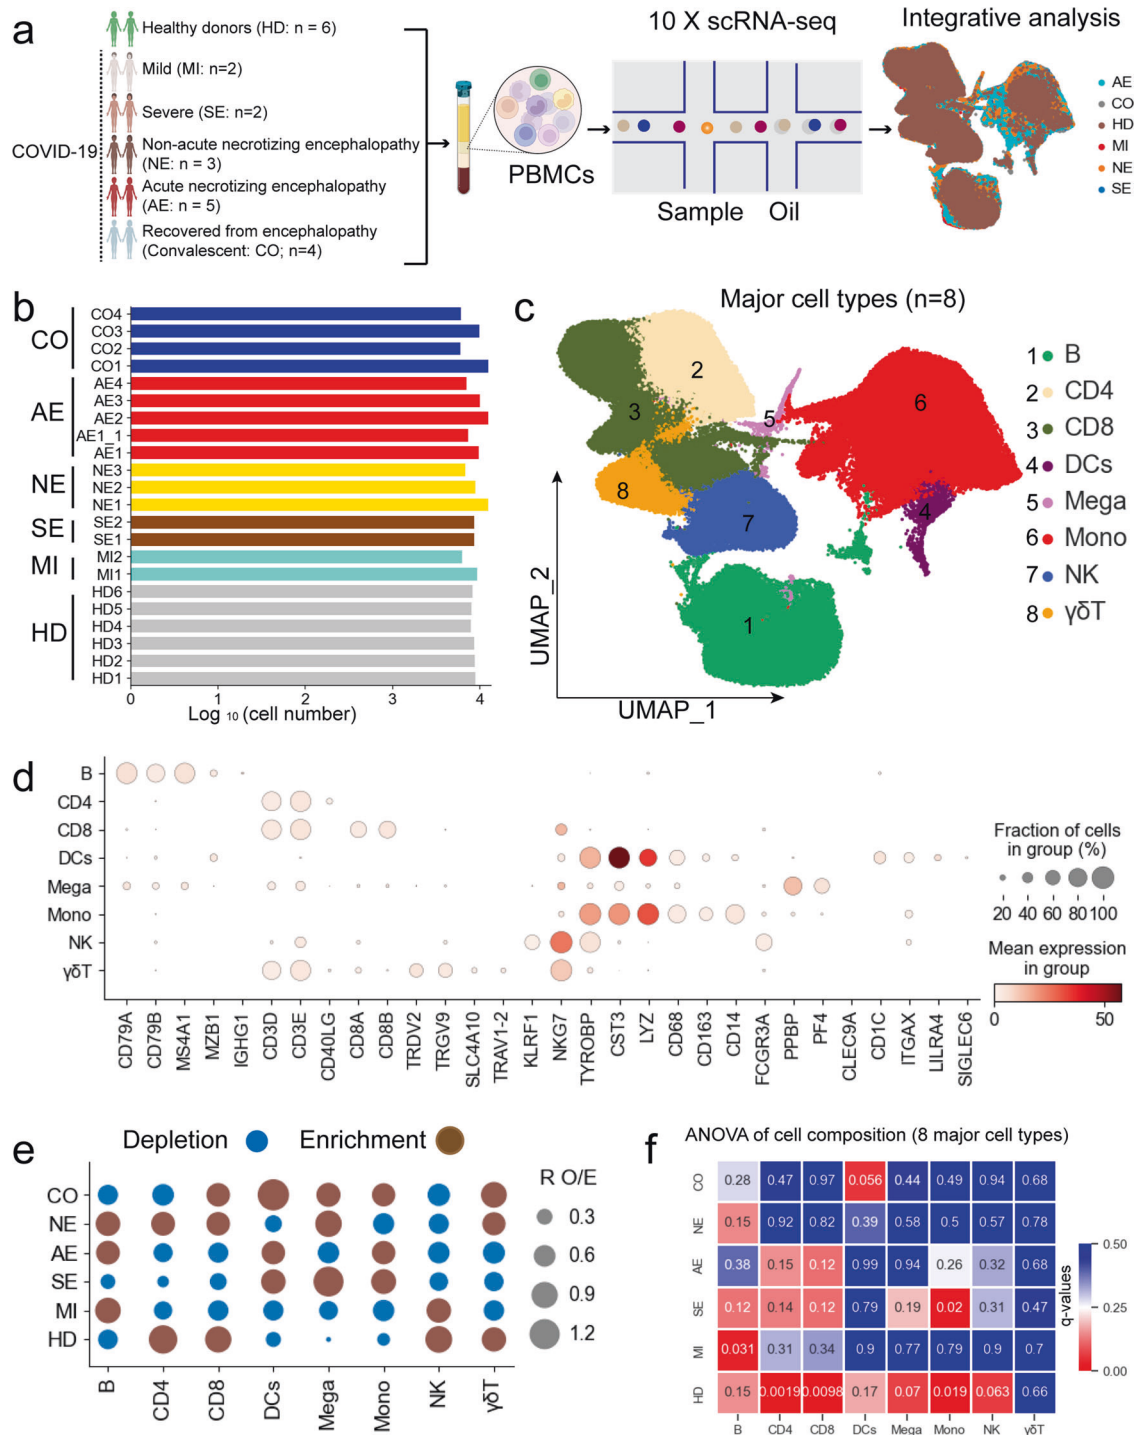 a
Healthy donors (HD: n = 6)
Mild (MI: n=2)
Severe (SE: n=2)
COVID-19
Non-acute necrotizing encephalopathy
(NE: n = 3)
Acute necrotizing encephalopathy
(AE: n = 5)
Recovered from encephalopathy
(Convalescent: CO; n=4)
PBMCs
10 X scRNA-seq
Sample Oil
Integrative analysis
AE
CO
HD
MI
NE
SE
b
CO
AE
NE
SE
MI
HD
CO4
CO3
CO2
CO1
AE4
AE3
AE2
AE1_1
AE_1
NE3
NE2
NE1
SE2
SE1
MI2
MI1
HD6
HD5
HD4
HD3
HD2
HD1
0 1 2 3 4
Log 10 (cell number)
c
Major cell types (n=8)
2
3
5
6
8
7
4
1
UMAP_2
UMAP_1
1 B
2 CD4
3 CD8
4 DCs
5 Mega
6 Mono
7 NK
8 γδT
d
B
CD4
CD8
DCs
Mega
Mono
NK
γδT
CD79A CD79B MS4A1 MZB1 IGHG1 CD3D CD3E CD40LG CD8A CD8B TRDV2 TRGV9 SLC4A10 TRAV1-2 KLRF1 NKG7 TYROBP CST3 LYZ CD68 CD163 CD14 FCGR3A PPBP PF4 CLEC9A CD1C ITGAX LILRA4 SIGLEC6
Fraction of cells
in group (%)
20 40 60 80 100
Mean expression
in group
0 50
e
Depletion Enrichment
CO
NE
AE
SE
MI
HD
B CD4 CD8 DCs Mega Mono NK γδT
R O/E
0.3
0.6
0.9
1.2
f
ANOVA of cell composition (8 major cell types)
CO 0.28 0.47 0.97 0.056 0.44 0.49 0.94 0.68
NE 0.15 0.92 0.82 0.39 0.58 0.5 0.57 0.78
AE 0.38 0.15 0.12 0.99 0.94 0.26 0.32 0.68
SE 0.12 0.14 0.12 0.79 0.19 0.02 0.31 0.47
MI 0.031 0.31 0.34 0.9 0.77 0.79 0.9 0.7
HD 0.15 0.0019 0.0098 0.17 0.07 0.019 0.063 0.66
B CD4 CD8 DCs Mega Mono NK γδT
0.50
0.25
0.00
q-values